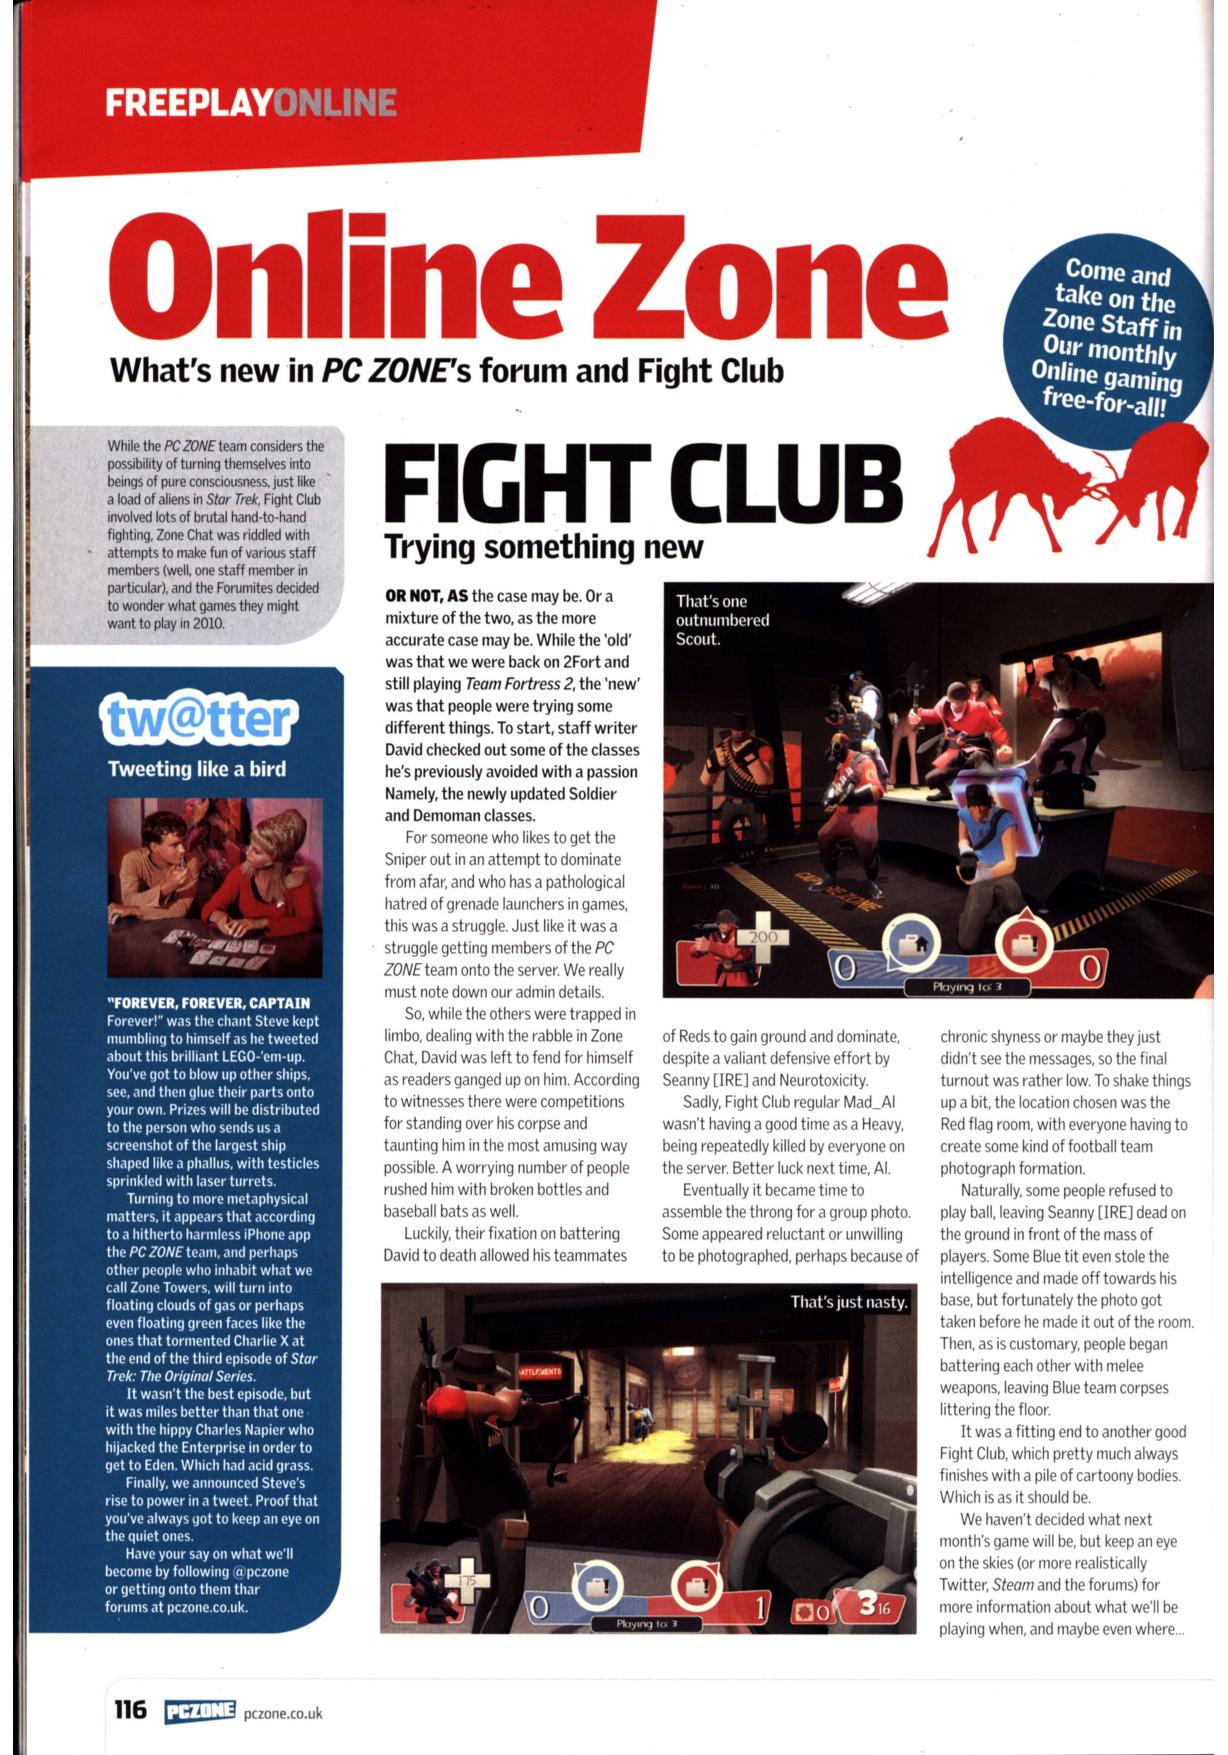 FREEPLAYONLINE
Online Zone
What's new in PC ZONE's forum and Fight Club
Come and
take on the
Zone Staff in
Our monthly
Online gaming
free-for-all!
While the PC ZONE team considers the
possibility of turning themselves into
beings of pure consciousness, just like
a load of aliens in Star Trek, Fight Club
involved lots of brutal hand-to-hand
fighting, Zone Chat was riddled with
attempts to make fun of various staff
members (well, one staff member in
particular), and the Forumites decided
to wonder what games they might
want to play in 2010.
tw@tter
Tweeting like a bird
"FOREVER, FOREVER, CAPTAIN
Forever!" was the chant Steve kept
mumbling to himself as he tweeted
about this brilliant LEGO-'em-up.
You've got to blow up other ships,
see, and then glue their parts onto
your own. Prizes will be distributed
to the person who sends us a
screenshot of the largest ship
shaped like a phallus, with testicles
sprinkled with laser turrets.
Turning to more metaphysical
matters, it appears that according
to a hitherto harmless iPhone app
the PC ZONE team, and perhaps
other people who inhabit what we
call Zone Towers, will turn into
floating clouds of gas or perhaps
even floating green faces like the
ones that tormented Charlie X at
the end of the third episode of Star
Trek: The Original Series.
It wasn't the best episode, but
it was miles better than that one
with the hippy Charles Napier who
hijacked the Enterprise in order to
get to Eden. Which had acid grass.
Finally, we announced Steve's
rise to power in a tweet. Proof that
you've always got to keep an eye on
the quiet ones.
Have your say on what we'll
become by following @pczone
or getting onto them thar
forums at pczone.co.uk.
FIGHT CLUB
Trying something new
OR NOT, AS the case may be. Or a
mixture of the two, as the more
accurate case may be. While the 'old'
was that we were back on 2Fort and
still playing Team Fortress 2, the 'new'
was that people were trying some
different things. To start, staff writer
David checked out some of the classes
he's previously avoided with a passion
Namely, the newly updated Soldier
and Demoman classes.
For someone who likes to get the
Sniper out in an attempt to dominate
from afar, and who has a pathological
hatred of grenade launchers in games,
this was a struggle. Just like it was a
struggle getting members of the PC
ZONE team onto the server. We really
must note down our admin details.
So, while the others were trapped in
limbo, dealing with the rabble in Zone
Chat, David was left to fend for himself
as readers ganged up on him. According
to witnesses there were competitions
for standing over his corpse and
taunting him in the most amusing way
possible. A worrying number of people
rushed him with broken bottles and
baseball bats as well.
Luckily, their fixation on battering
David to death allowed his teammates
That's one
outnumbered
Scout.
200
0
0
Playing to: 3
of Reds to gain ground and dominate,
despite a valiant defensive effort by
Seanny [IRE] and Neurotoxicity.
Sadly, Fight Club regular Mad_Al
wasn't having a good time as a Heavy,
being repeatedly killed by everyone on
the server. Better luck next time, Al.
Eventually it became time to
assemble the throng for a group photo.
Some appeared reluctant or unwilling
to be photographed, perhaps because of
chronic shyness or maybe they just
didn't see the messages, so the final
turnout was rather low. To shake things
up a bit, the location chosen was the
Red flag room, with everyone having to
create some kind of football team
photograph formation.
Naturally, some people refused to
play ball, leaving Seanny [IRE] dead on
the ground in front of the mass of
players. Some Blue tit even stole the
intelligence and made off towards his
base, but fortunately the photo got
taken before he made it out of the room.
Then, as is customary, people began
battering each other with melee
weapons, leaving Blue team corpses
littering the floor.
It was a fitting end to another good
Fight Club, which pretty much always
finishes with a pile of cartoony bodies.
Which is as it should be.
We haven't decided what next
month's game will be, but keep an eye
on the skies (or more realistically
Twitter, Steam and the forums) for
more information about what we'll be
playing when, and maybe even where...
That's just nasty.
BATTLEMENTS
175
0
1
Playing to: 3
0
3 16
116 PCZONE pczone.co.uk